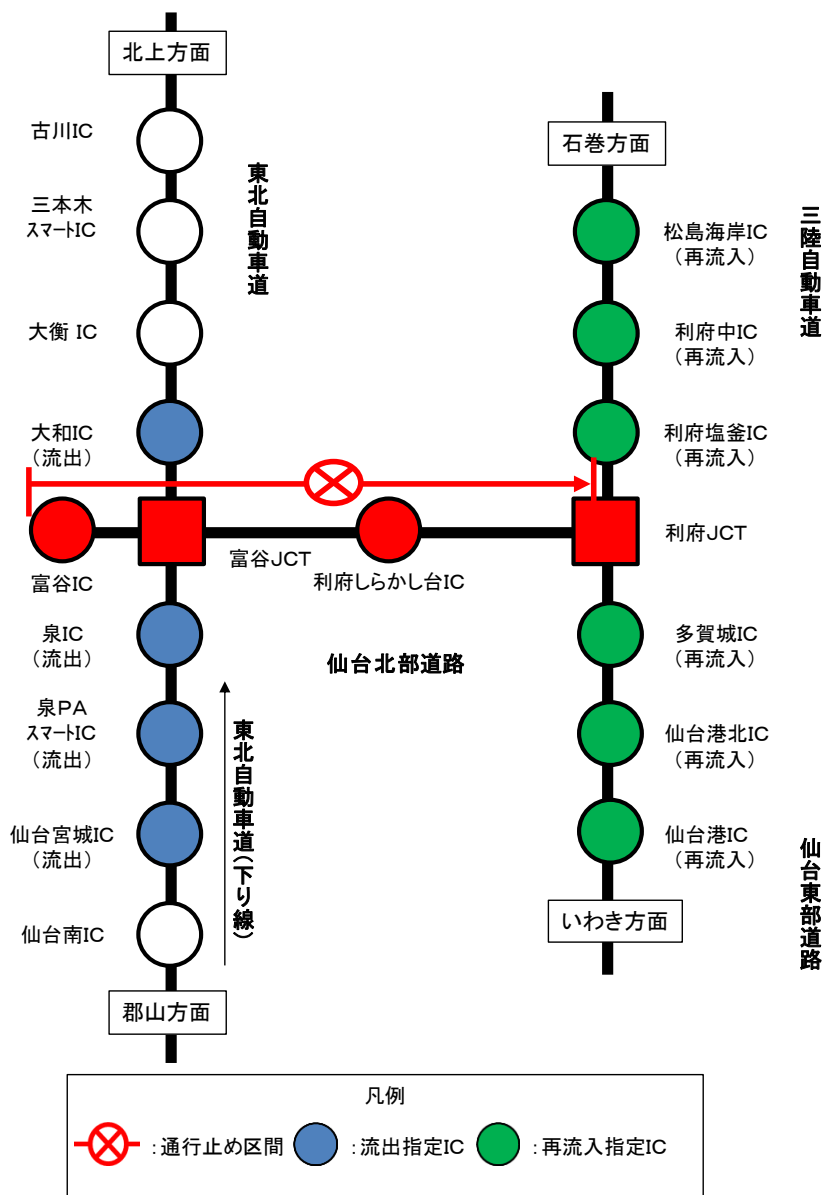 北上方面
古川IC
三本木
スマートIC
大衡 IC
大和IC
(流出)
東北自動車道
石巻方面
松島海岸IC
(再流入)
利府中IC
(再流入)
利府塩釜IC
(再流入)
三陸自動車道
富谷IC
富谷JCT
利府しらかし台IC
利府JCT
泉IC
(流出)
泉PA
スマートIC
(流出)
仙台宮城IC
(流出)
仙台南IC
郡山方面
仙台北部道路
東北自動車道(下り線)
多賀城IC
(再流入)
仙台港北IC
(再流入)
仙台港IC
(再流入)
いわき方面
仙台東部道路
凡例
:通行止め区間
:流出指定IC
:再流入指定IC